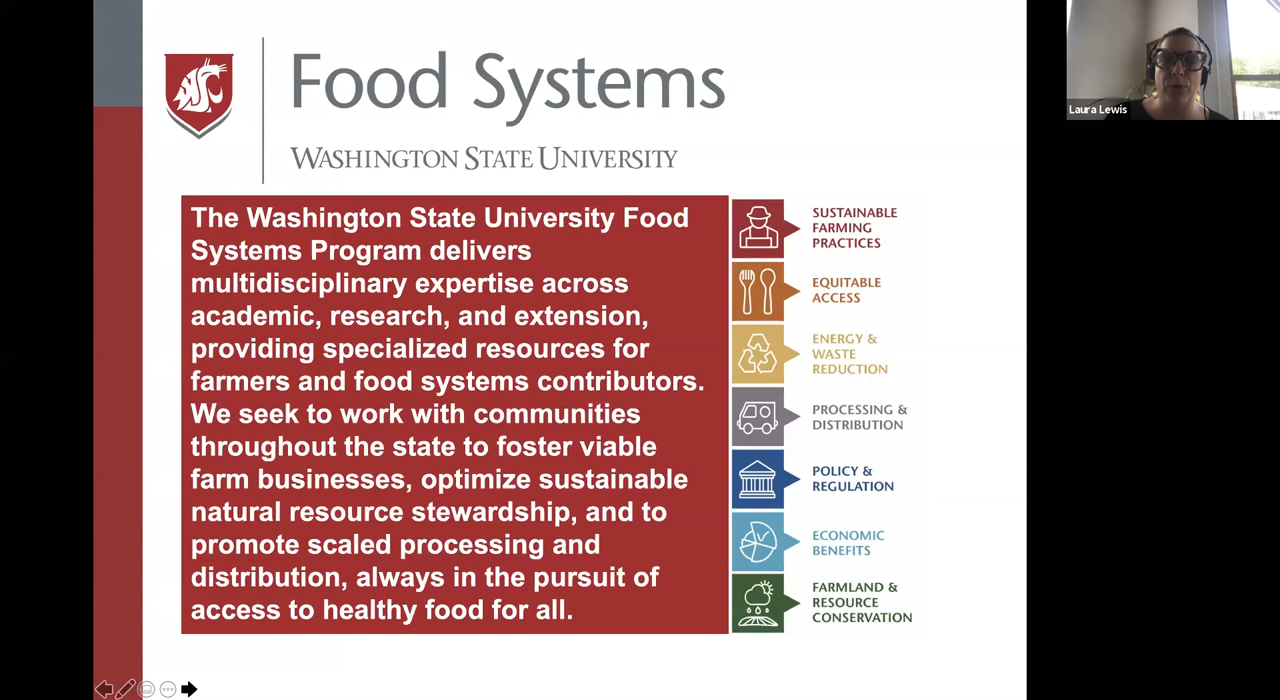 Food Systems
WASHINGTON STATE UNIVERSITY
The Washington State University Food
Systems Program delivers
multidisciplinary expertise across
academic, research, and extension,
providing specialized resources for
farmers and food systems contributors.
We seek to work with communities
throughout the state to foster viable
farm businesses, optimize sustainable
natural resource stewardship, and to
promote scaled processing and
distribution, always in the pursuit of
access to healthy food for all.
SUSTAINABLE
FARMING
PRACTICES
EQUITABLE
ACCESS
ENERGY &
WASTE
REDUCTION
PROCESSING &
DISTRIBUTION
POLICY &
REGULATION
ECONOMIC
BENEFITS
FARMLAND &
RESOURCE
CONSERVATION
Laura Lewis